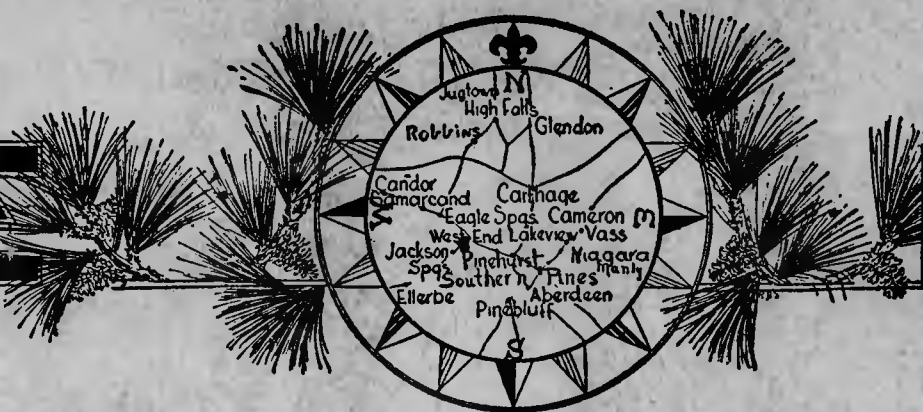 N
Jugtown
High Falls
Robbins Glendon
Candor
Samarcand
Carthage
Eagle Spgs. Cameron
W
E
West End Lakeview Vass
Jackson
Spgs
Pinehurst
Niagara
Manly
Southern Pines
Ellerbe
Aberdeen
Pinebluff
S